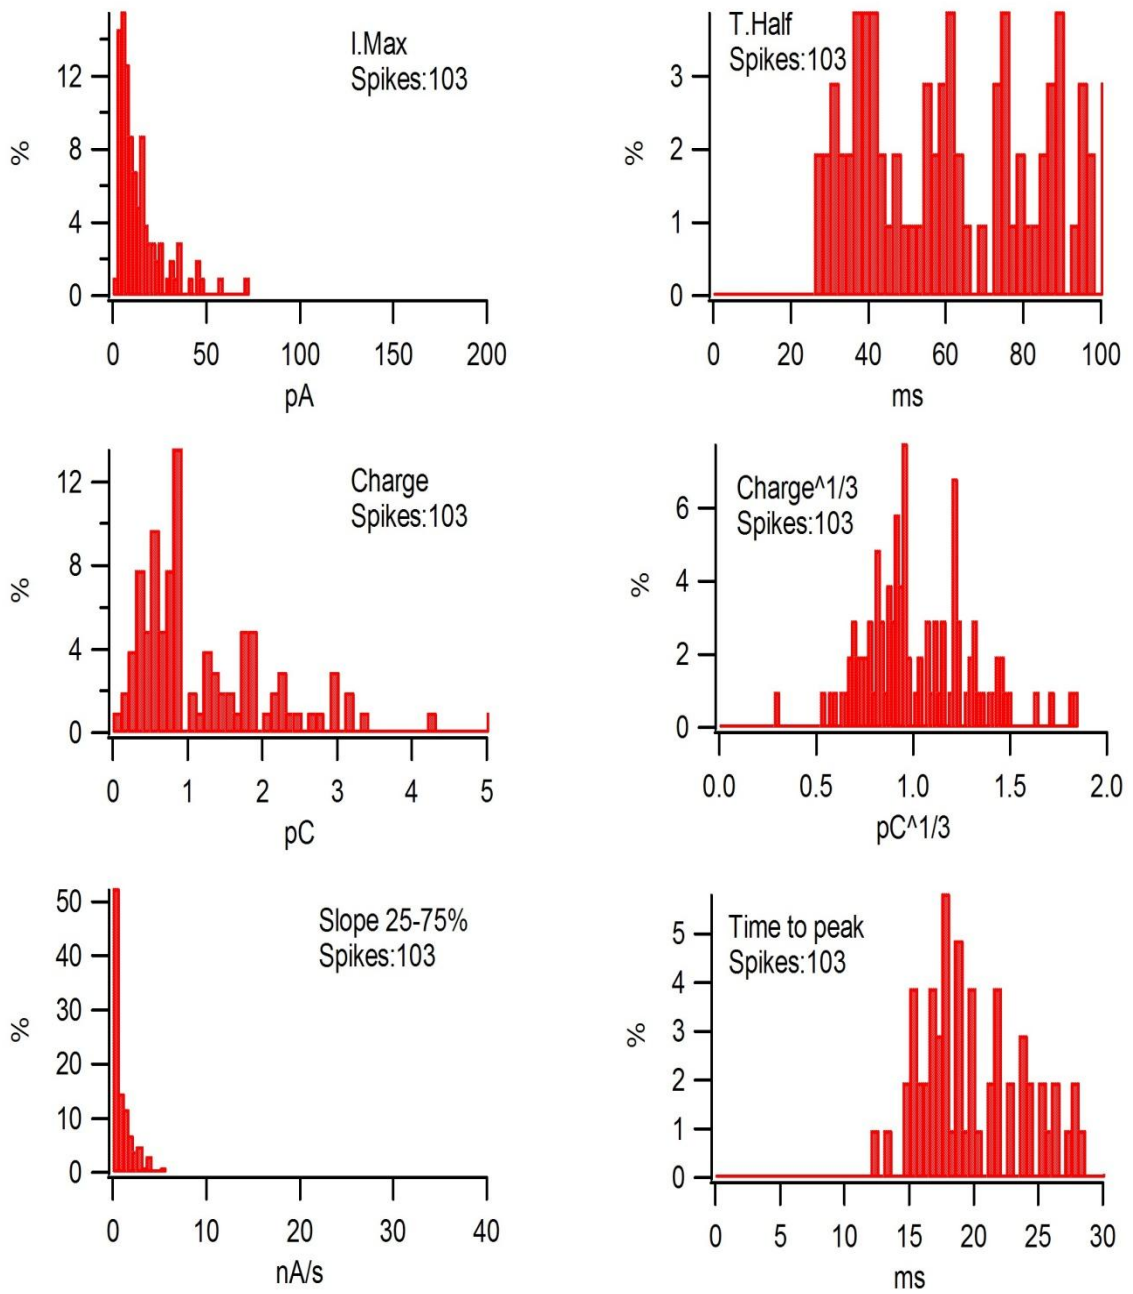 I.Max
Spikes:103
%
12
8
4
0
0 50 100 150 200
pA
T.Half
Spikes:103
%
3
2
1
0
0 20 40 60 80 100
ms
Charge
Spikes:103
%
12
8
4
0
0 1 2 3 4 5
pC
Charge^1/3
Spikes:103
%
6
4
2
0
0.0 0.5 1.0 1.5 2.0
pC^1/3
Slope 25-75%
Spikes:103
%
50
40
30
20
10
0
0 10 20 30 40
nA/s
Time to peak
Spikes:103
%
5
4
3
2
1
0
0 5 10 15 20 25 30
ms